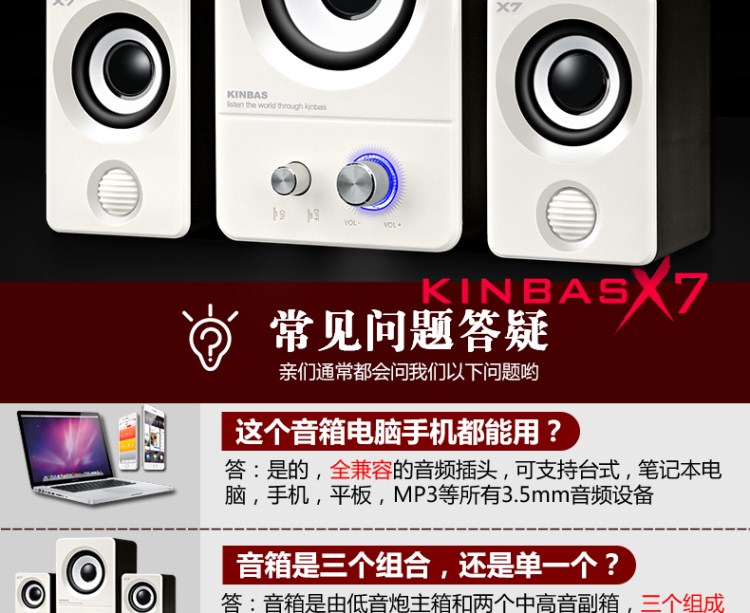 X7
X7
KINBAS
listen the world through kinbas
ON
OFF
VOL -
VOL +
KINBAS X7
常见问题答疑
亲们通常都会问我们以下问题哟
这个音箱电脑手机都能用？
答：是的，全兼容的音频插头，可支持台式，笔记本电
脑，手机，平板，MP3等所有3.5mm音频设备
音箱是三个组合，还是单一个？
答：音箱是由低音炮主箱和两个中高音副箱，三个组成